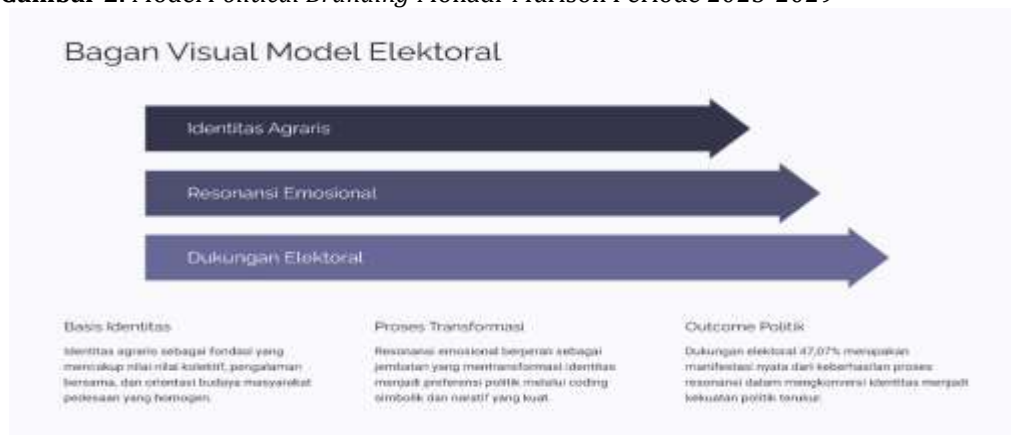 Gambar 2. Model Political Branding Periode 2025-2029
Bagan Visual Model Elektoral
Identitas Agraris
Resonansi Emosional
Dukungan Elektoral
Basis Identitas
Identitas agraris sebagai fondasi yang
mencakup nilai nilai kolektif, pengalaman
bersama, dan orientasi budaya masyarakat
pedesaan yang homogen.
Proses Transformasi
Resonansi emosional berperan sebagai
jembatan yang mentransformasi identitas
menjadi preferensi politik melalui coding
simbolik dan naratif yang kuat.
Outcome Politik
Dukungan elektoral 47,07% merupakan
manifestasi nyata dari keberhasilan proses
resonansi dalam mengkonversi identitas menjadi
kekuatan politik terukur.